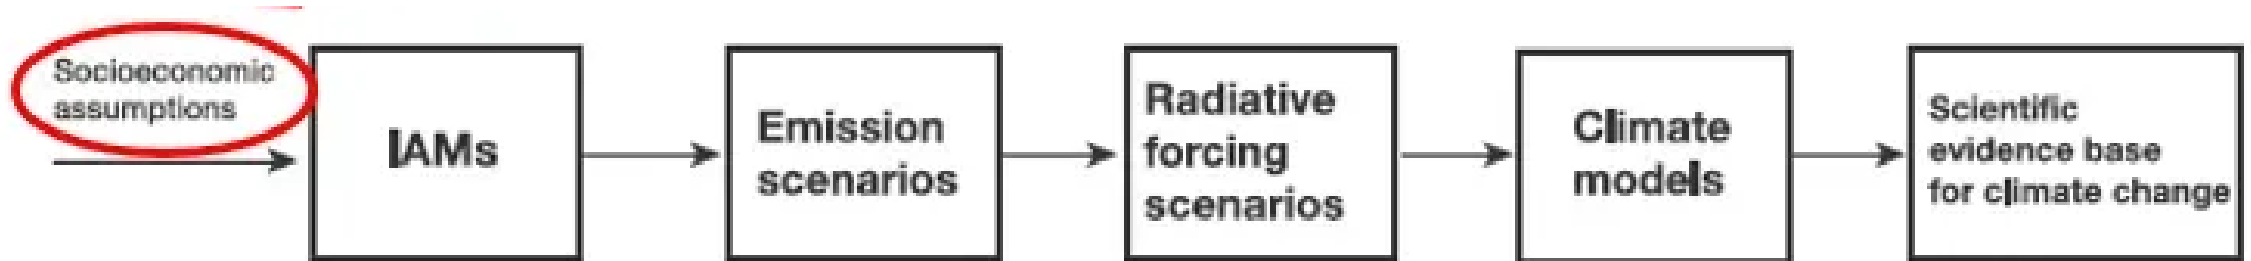 Socioeconomic
assumptions
IAMs
Emission
scenarios
Radiative
forcing
scenarios
Climate
models
Scientific
evidence base
for climate change